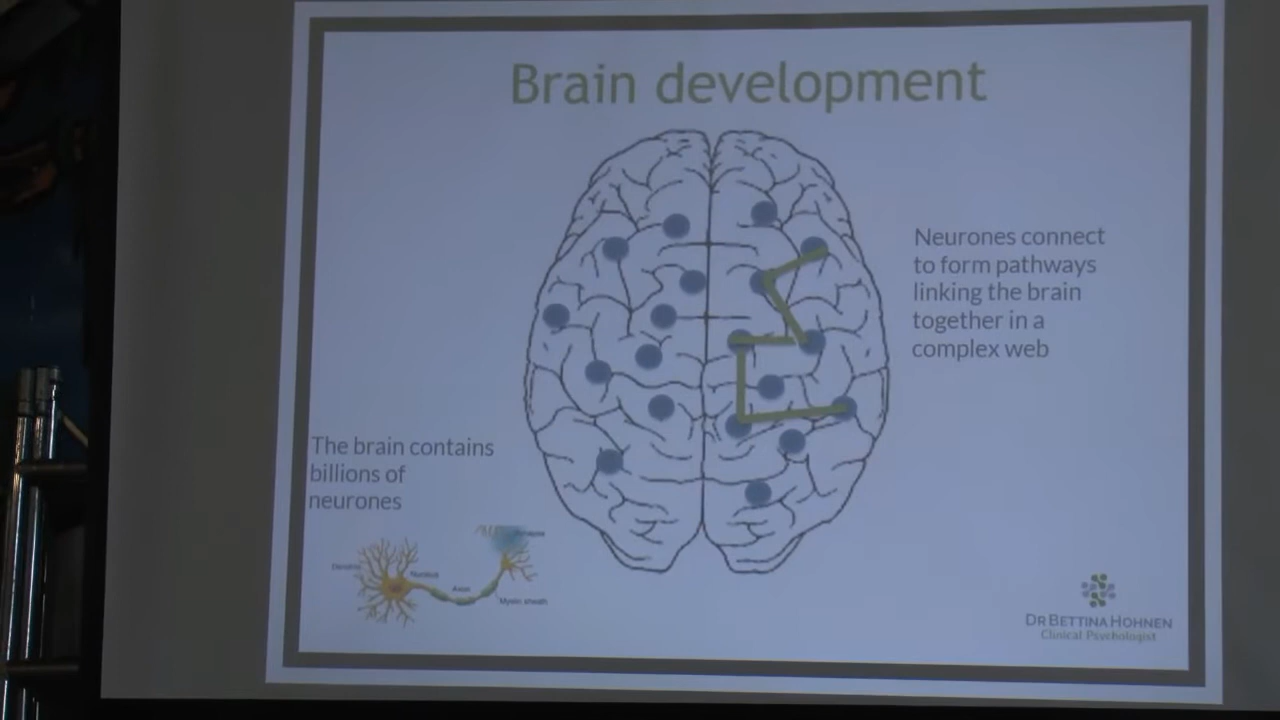 Brain development
Neurones connect
to form pathways
linking the brain
together in a
complex web
The brain contains
billions of
neurones
Nucleus
Axon
Myelin sheath
DR BETTINA HOHNEN
Clinical Psychologist